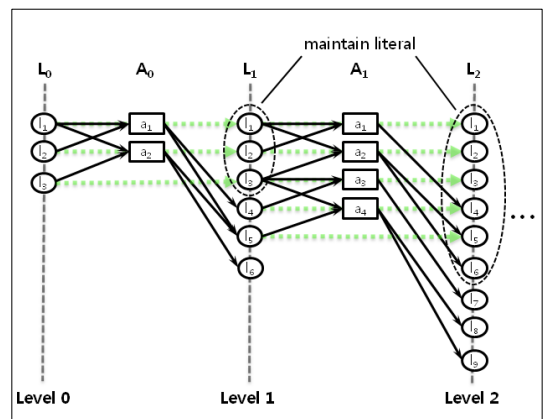 maintain literal
L₀ A₀ L₁ A₁ L₂
l₁ a₁ l₁ a₁ l₁
l₂ a₂ l₂ a₂ l₂
l₃ l₃ a₃ l₃
l₄ a₄ l₄
l₅ l₅
...
l₆ l₆
l₇
l₈
l₉
Level 0 Level 1 Level 2